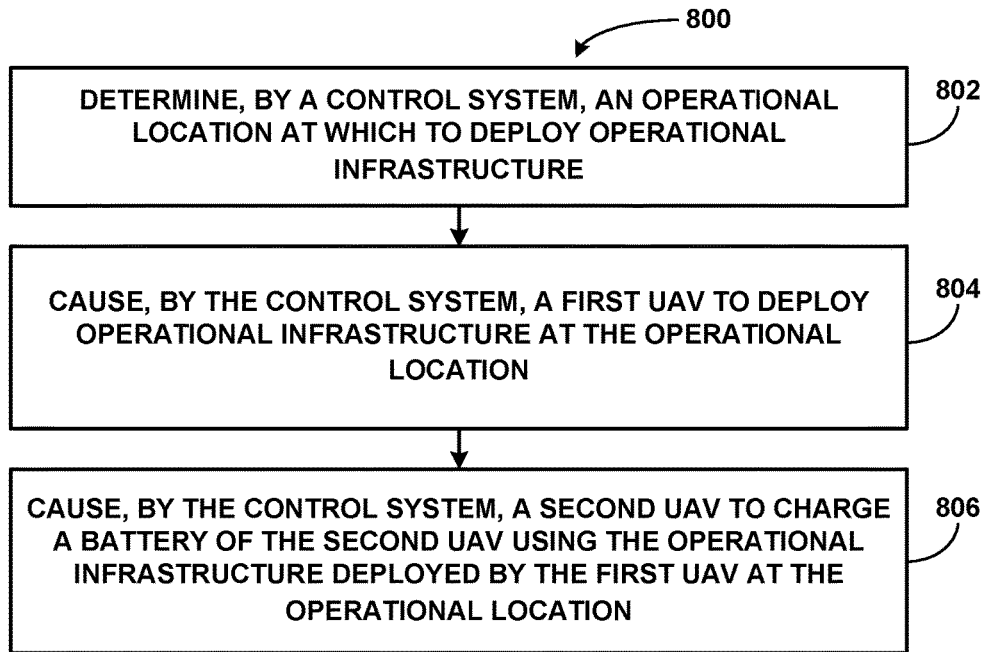 800
DETERMINE, BY A CONTROL SYSTEM, AN OPERATIONAL
LOCATION AT WHICH TO DEPLOY OPERATIONAL
INFRASTRUCTURE
802
CAUSE, BY THE CONTROL SYSTEM, A FIRST UAV TO DEPLOY
OPERATIONAL INFRASTRUCTURE AT THE OPERATIONAL
LOCATION
804
CAUSE, BY THE CONTROL SYSTEM, A SECOND UAV TO CHARGE
A BATTERY OF THE SECOND UAV USING THE OPERATIONAL
INFRASTRUCTURE DEPLOYED BY THE FIRST UAV AT THE
OPERATIONAL LOCATION
806